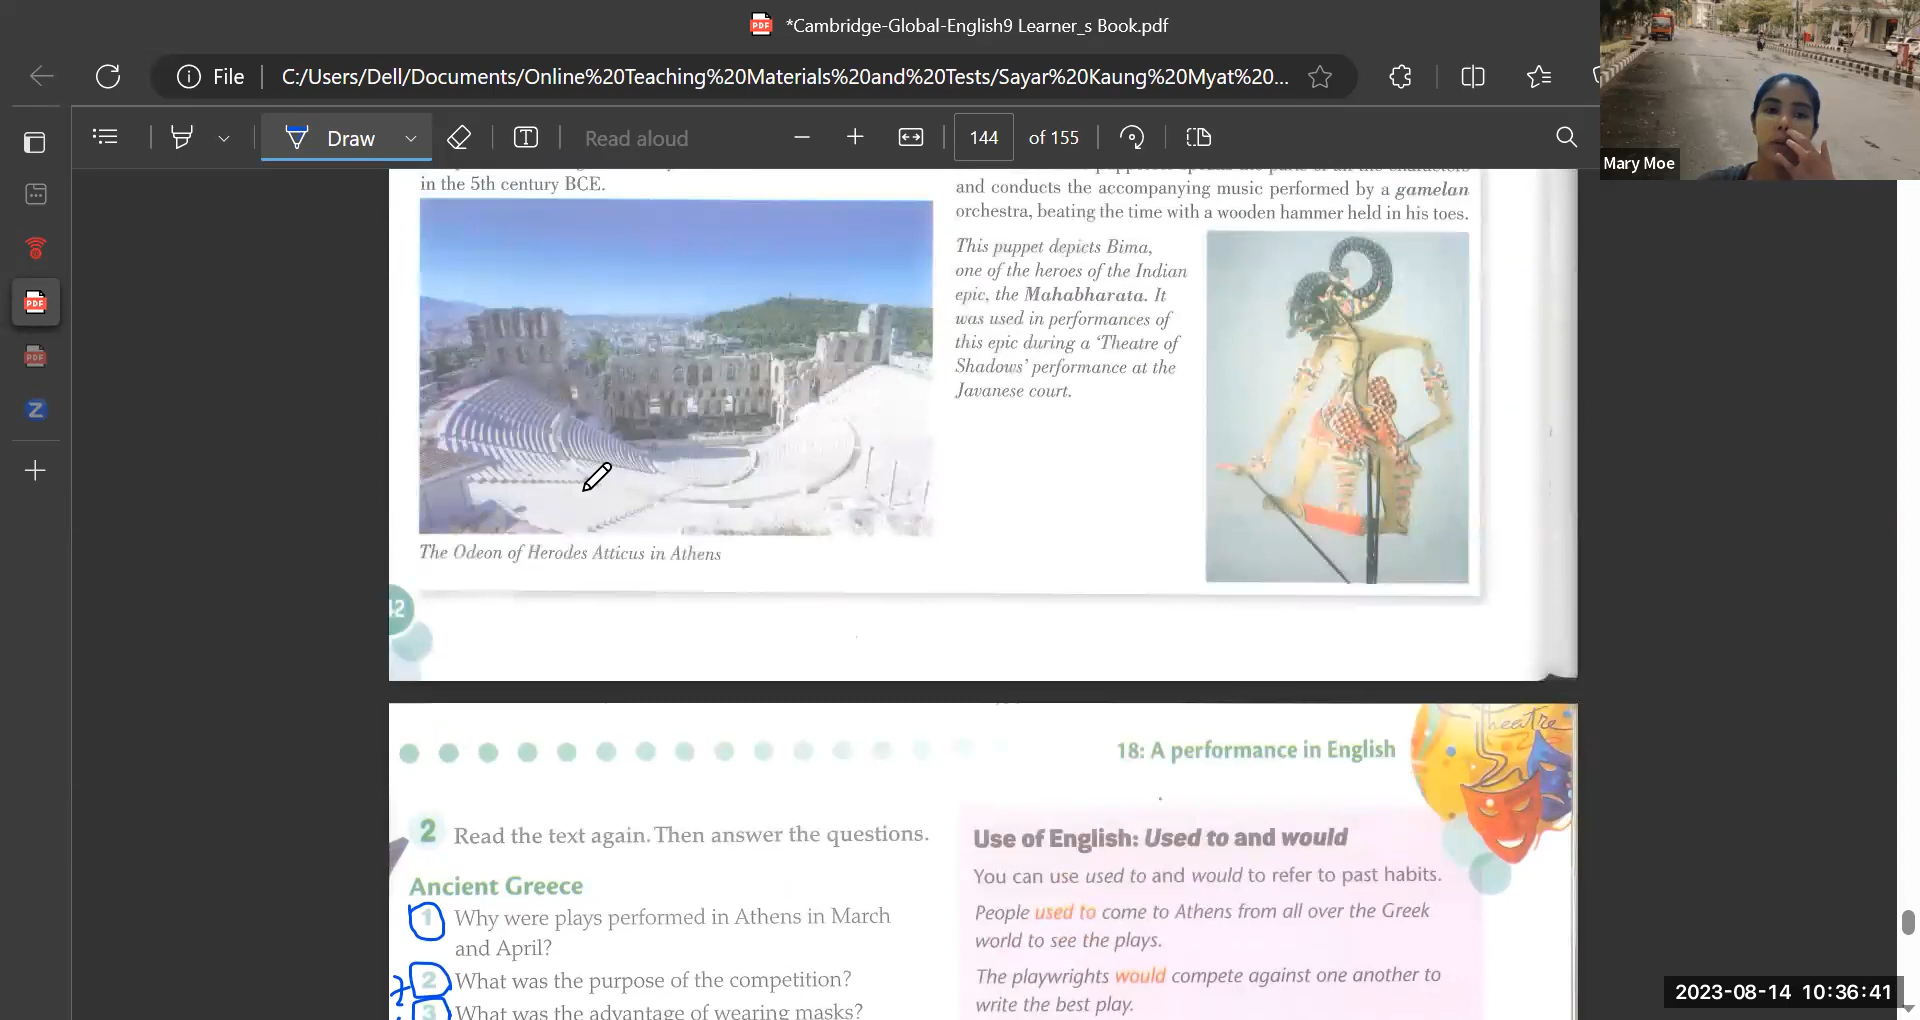 *Cambridge-Global-English9 Learner_s Book.pdf
File
C:/Users/Dell/Documents/Online%20Teaching%20Materials%20and%20Tests/Sayar%20Kaung%20Myat%20...
Draw
Read aloud
144 of 155
Mary Moe
in the 5th century BCE.
The Odeon of Herodes Atticus in Athens
and conducts the accompanying music performed by a gamelan
orchestra, beating the time with a wooden hammer held in his toes.
This puppet depicts Bima,
one of the heroes of the Indian
epic, the Mahabharata. It
was used in performances of
this epic during a ‘Theatre of
Shadows’ performance at the
Javanese court.
18: A performance in English
Theatre
2 Read the text again. Then answer the questions.
Ancient Greece
1 Why were plays performed in Athens in March
and April?
2 What was the purpose of the competition?
3 What was the advantage of wearing masks?
Use of English: Used to and would
You can use used to and would to refer to past habits.
People used to come to Athens from all over the Greek
world to see the plays.
The playwrights would compete against one another to
write the best play.
2023-08-14 10:36:41